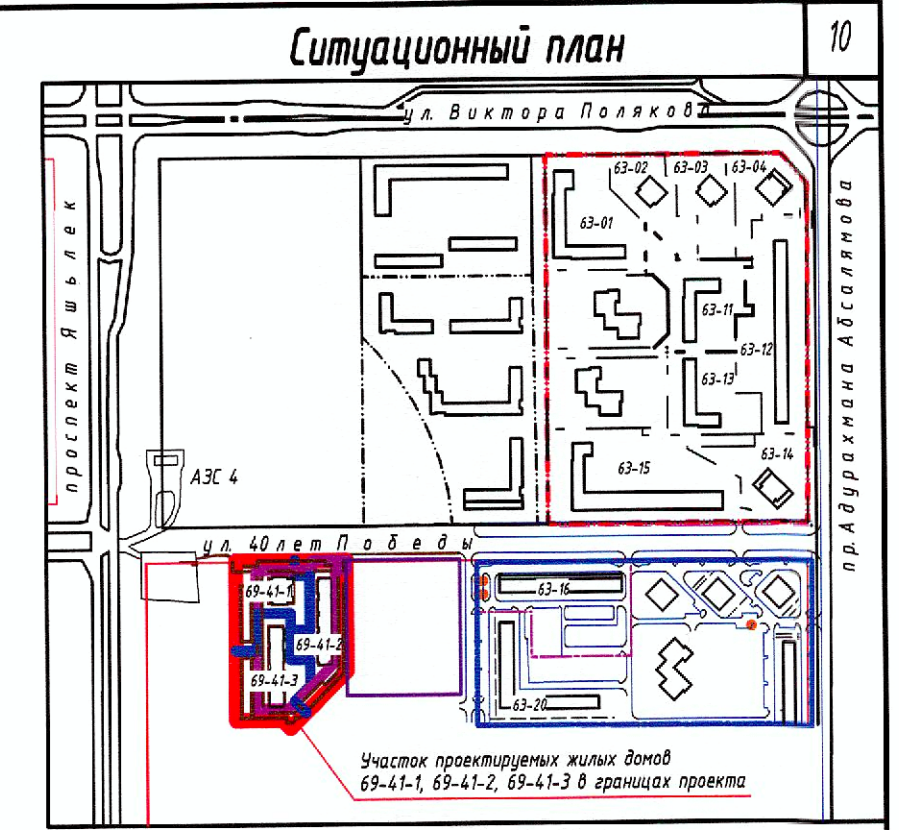 Ситуационный план
10
ул. Виктора Полякова
63-02
63-03
63-04
63-01
проспект Яшьлек
63-11
63-12
63-13
пр. Адурахмана Абсалямова
63-15
63-14
АЗС 4
ул. 40 лет Победы
69-41-1
63-16
69-41-2
69-41-3
63-20
Участок проектируемых жилых домов
69-41-1, 69-41-2, 69-41-3 в границах проекта